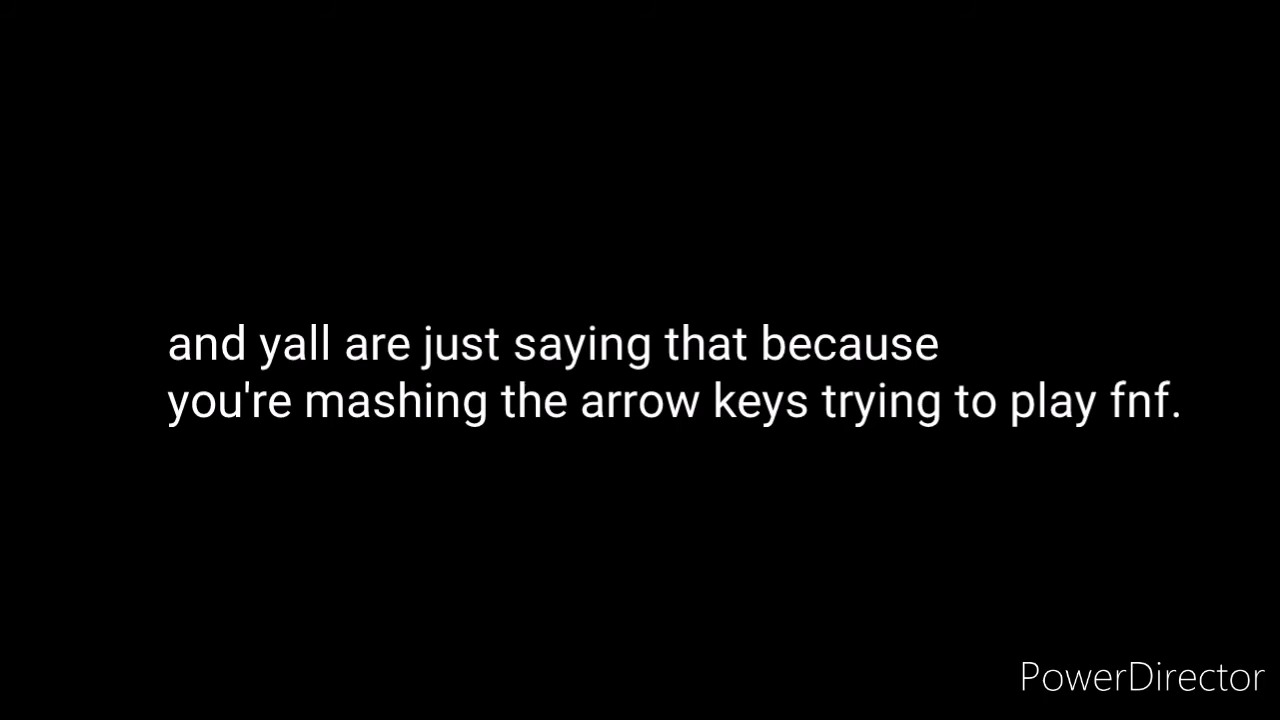 and yall are just saying that because
you're mashing the arrow keys trying to play fnf.
PowerDirector